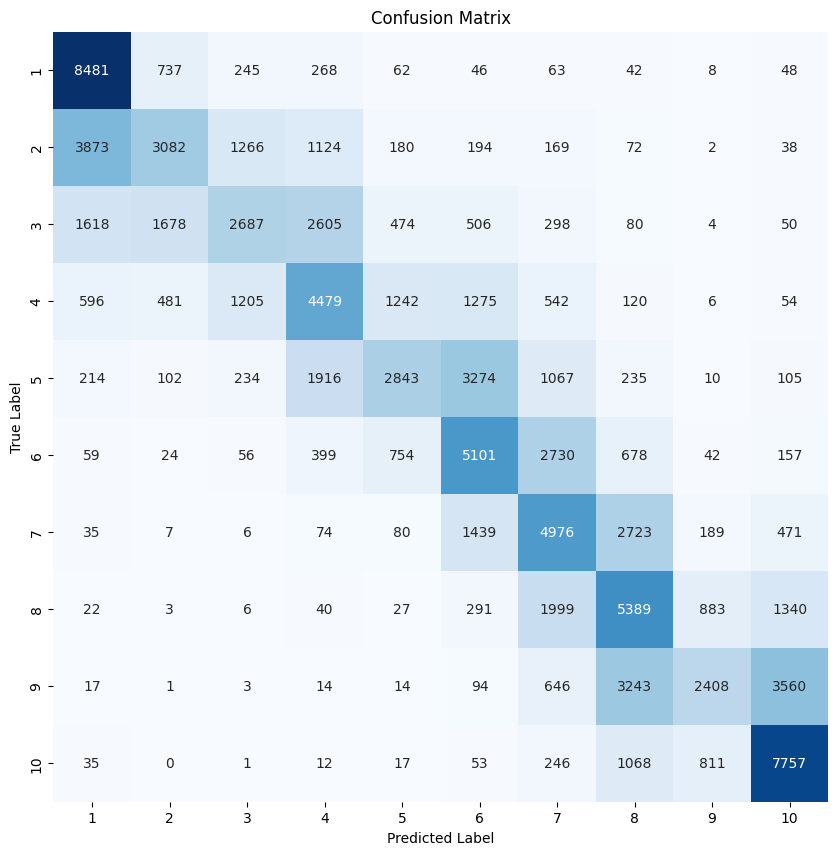 Confusion Matrix
1 8481 737 245 268 62 46 63 42 8 48
2 3873 3082 1266 1124 180 194 169 72 2 38
3 1618 1678 2687 2605 474 506 298 80 4 50
4 596 481 1205 4479 1242 1275 542 120 6 54
5 214 102 234 1916 2843 3274 1067 235 10 105
True Label
6 59 24 56 399 754 5101 2730 678 42 157
7 35 7 6 74 80 1439 4976 2723 189 471
8 22 3 6 40 27 291 1999 5389 883 1340
9 17 1 3 14 14 94 646 3243 2408 3560
10 35 0 1 12 17 53 246 1068 811 7757
1 2 3 4 5 6 7 8 9 10
Predicted Label